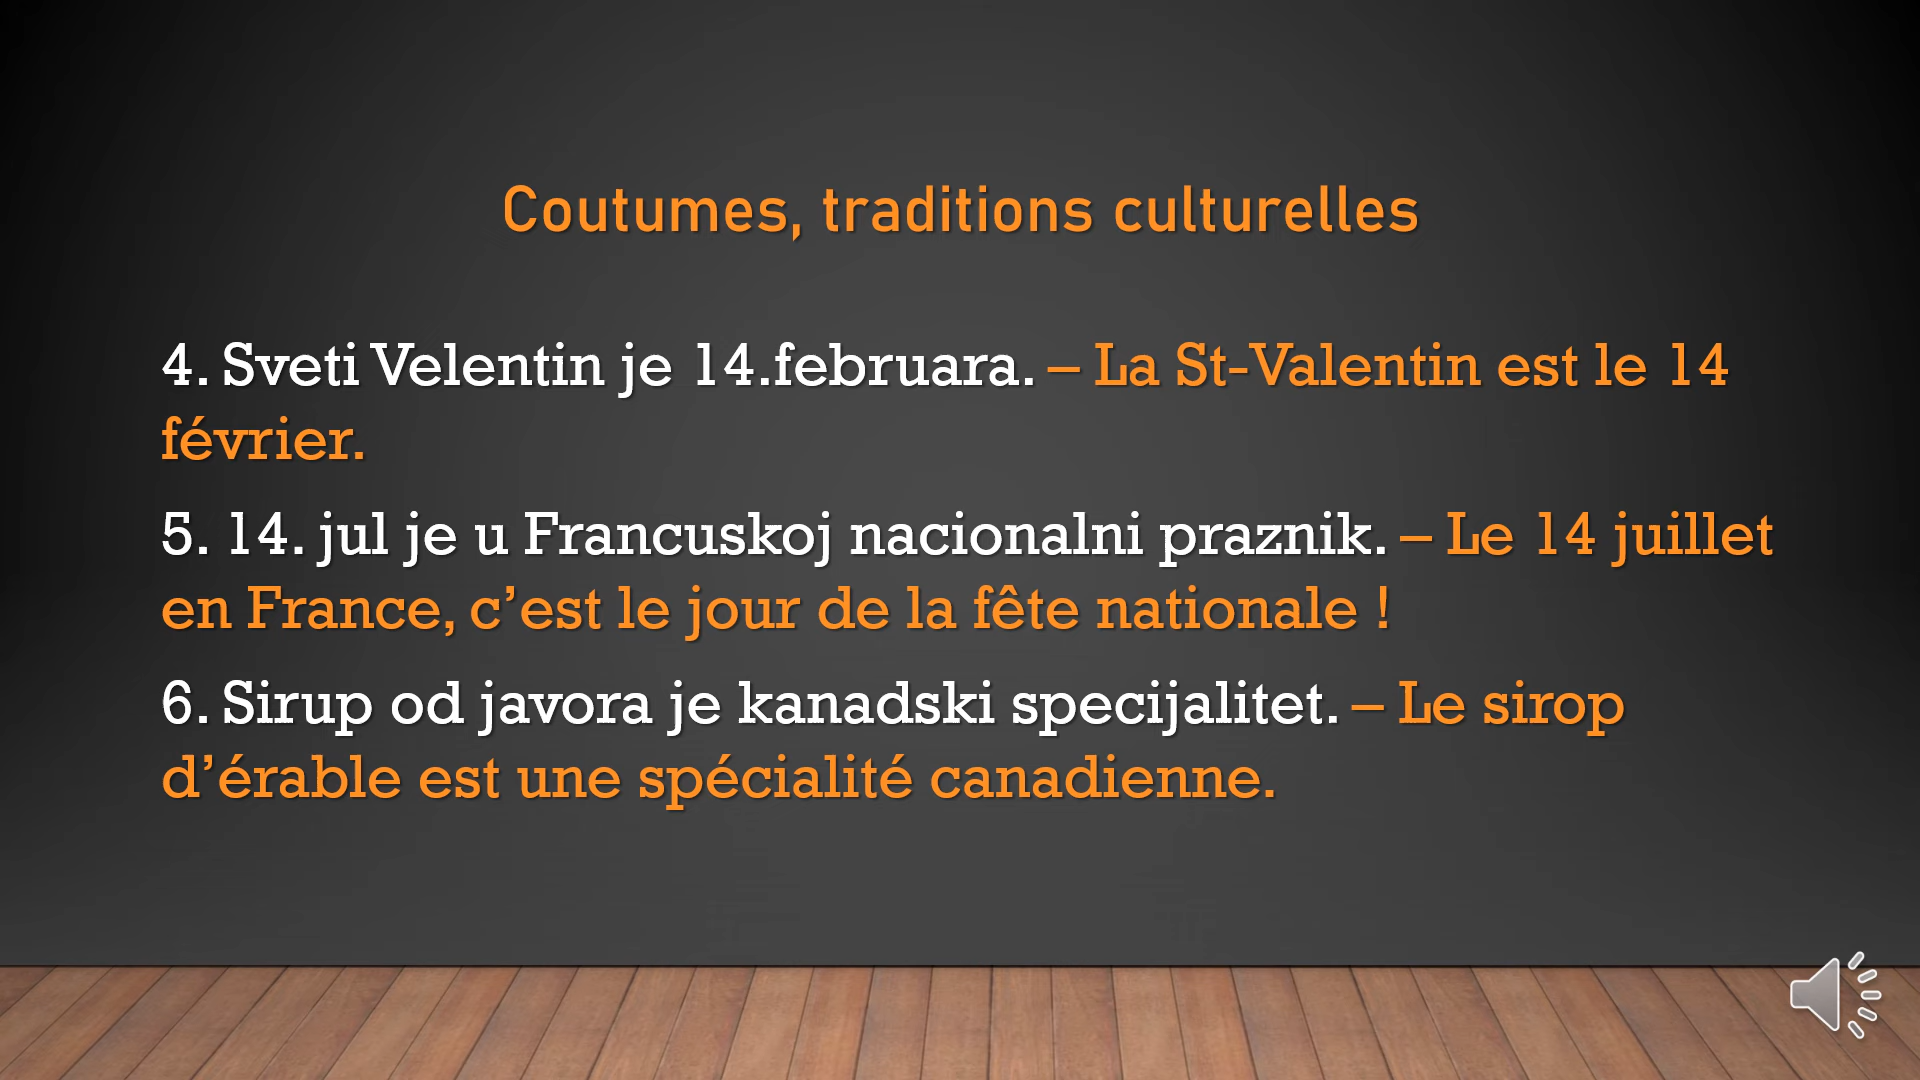 Coutumes, traditions culturelles
4. Sveti Velentin je 14.februara. – La St-Valentin est le 14
février.
5. 14. jul je u Francuskoj nacionalni praznik. – Le 14 juillet
en France, c’est le jour de la fête nationale !
6. Sirup od javora je kanadski specijalitet. – Le sirop
d’érable est une spécialité canadienne.